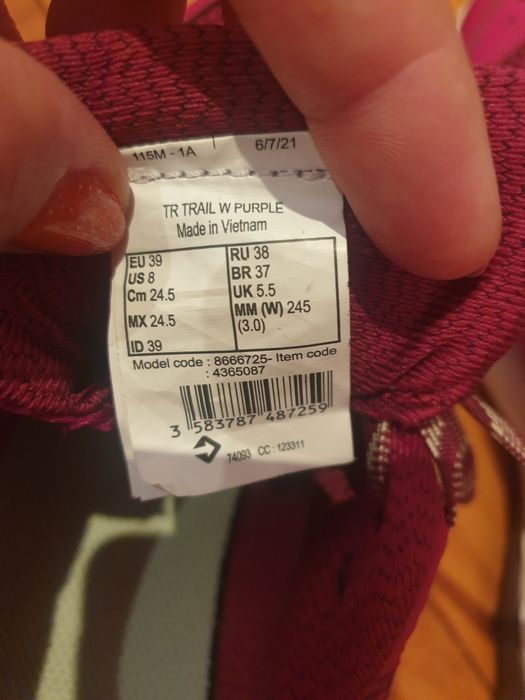 115M - 1A
6/7/21
TR TRAIL W PURPLE
Made in Vietnam
EU 39
US 8
Cm 24.5
MX 24.5
ID 39
RU 38
BR 37
UK 5.5
MM (W) 245
(3.0)
Model code : 8666725- Item code
: 4365087
3 583787 487259
74093 CC : 123311